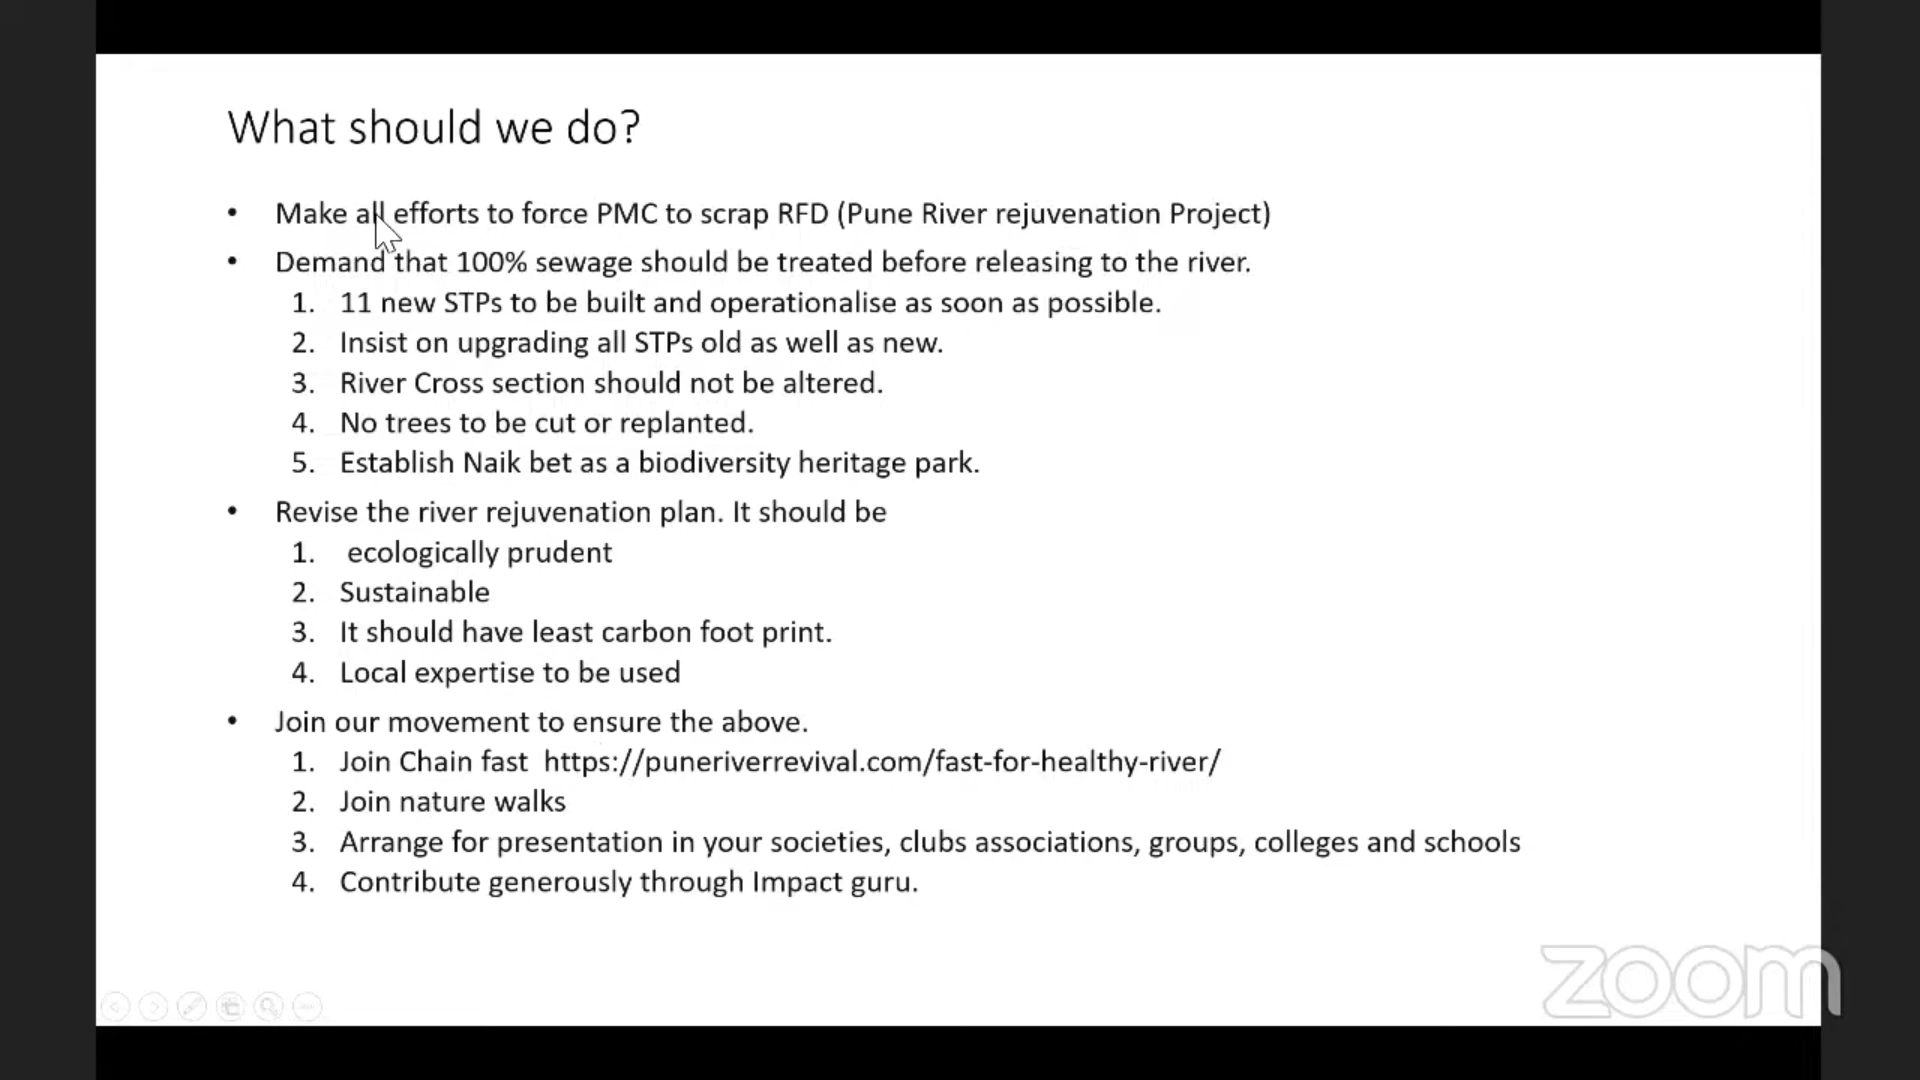 What should we do?
• Make all efforts to force PMC to scrap RFD (Pune River rejuvenation Project)
• Demand that 100% sewage should be treated before releasing to the river.
1. 11 new STPs to be built and operationalise as soon as possible.
2. Insist on upgrading all STPs old as well as new.
3. River Cross section should not be altered.
4. No trees to be cut or replanted.
5. Establish Naik bet as a biodiversity heritage park.
• Revise the river rejuvenation plan. It should be
1. ecologically prudent
2. Sustainable
3. It should have least carbon foot print.
4. Local expertise to be used
• Join our movement to ensure the above.
1. Join Chain fast https://puneriverrevival.com/fast-for-healthy-river/
2. Join nature walks
3. Arrange for presentation in your societies, clubs associations, groups, colleges and schools
4. Contribute generously through Impact guru.
zoom